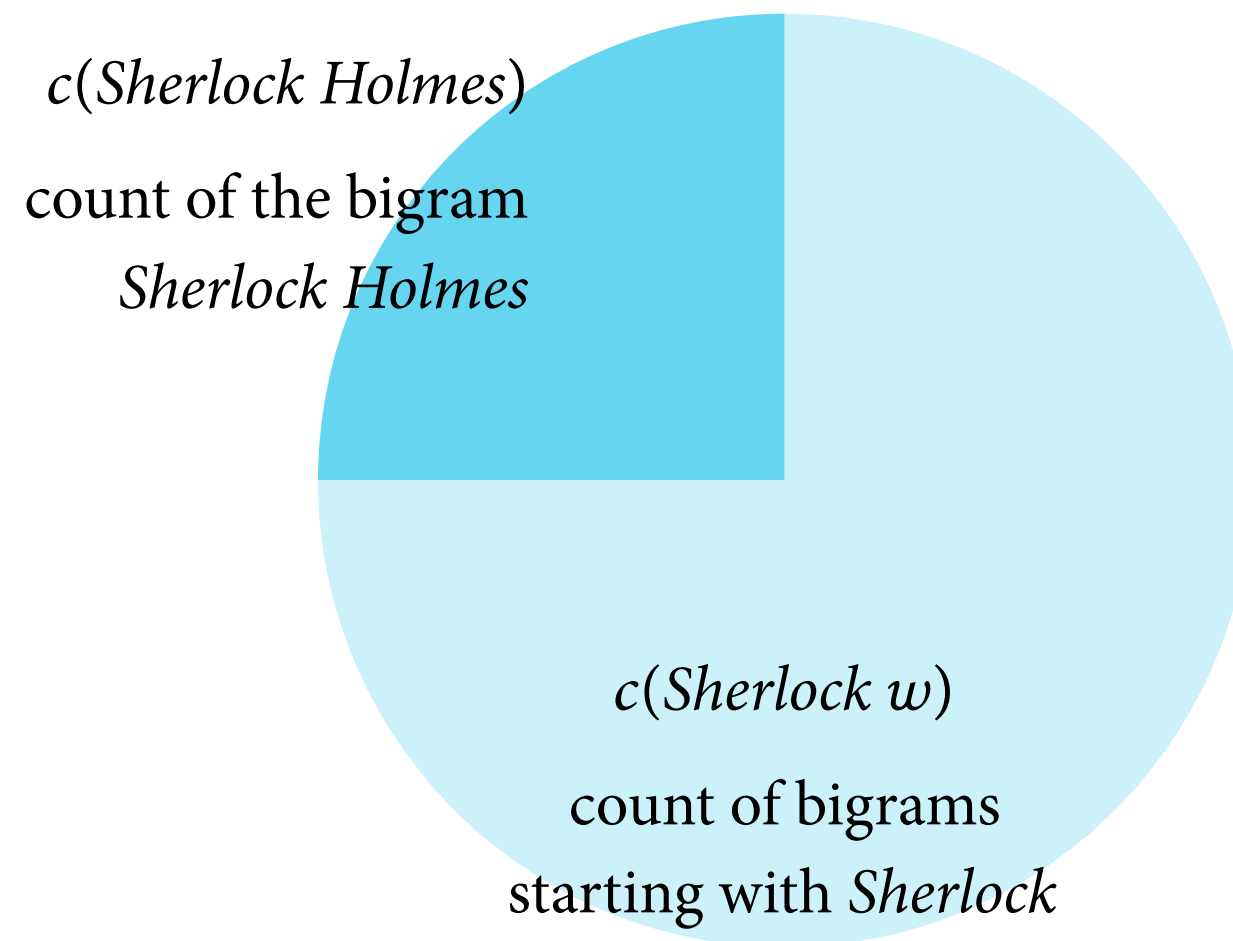 c(Sherlock Holmes)
count of the bigram
Sherlock Holmes
c(Sherlock w)
count of bigrams
starting with Sherlock